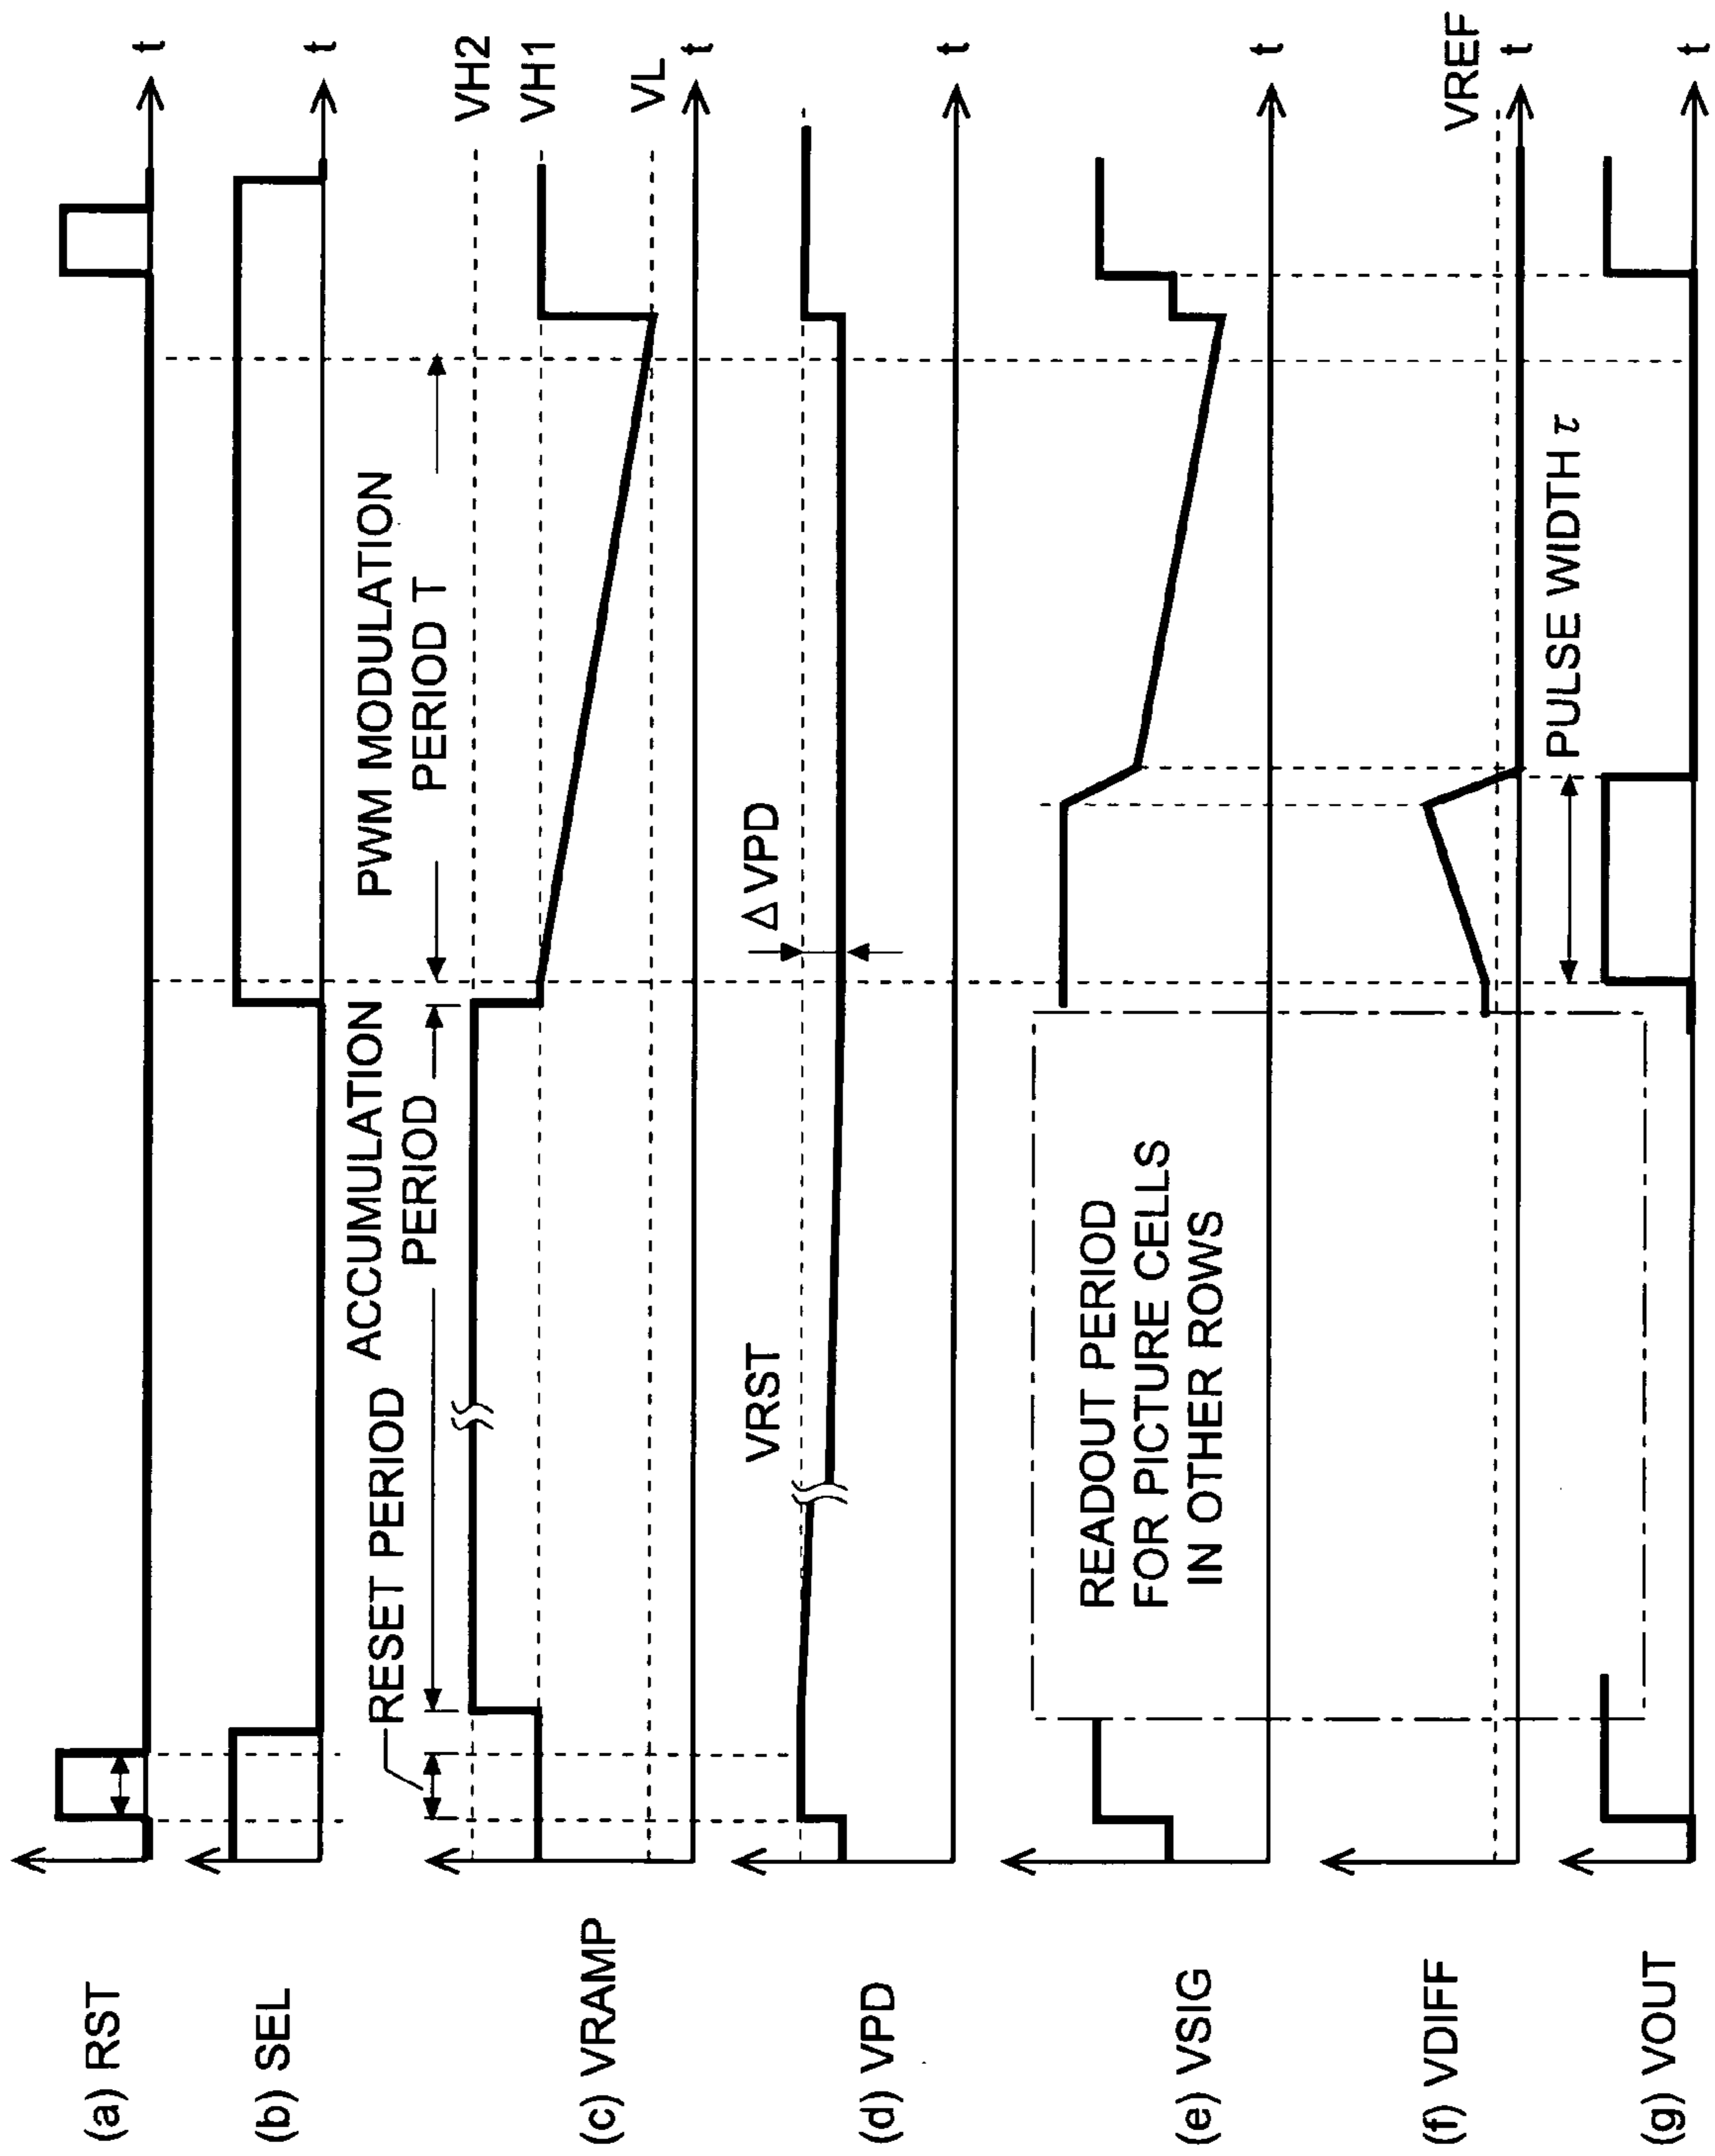 (a) RST
t
(b) SEL
t
RESET PERIOD
ACCUMULATION
PERIOD
PWM MODULATION
PERIOD T
(c) VRAMP
VH2
VH1
VL
t
(d) VPD
VRST
Δ VPD
t
(e) VSIG
READOUT PERIOD
FOR PICTURE CELLS
IN OTHER ROWS
t
(f) VDIFF
VREF
t
PULSE WIDTH τ
(g) VOUT
t